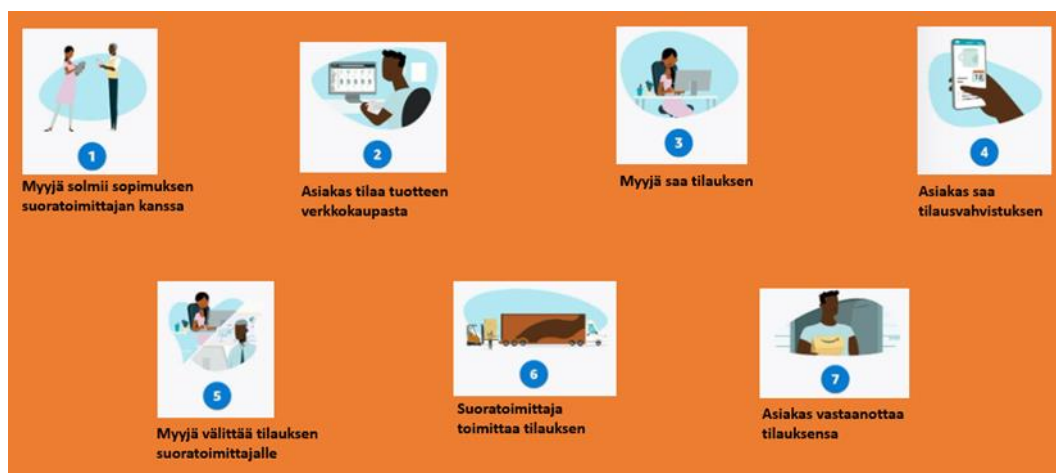 1
Myyjä solmii sopimuksen
suoratoimittajan kanssa
2
Asiakas tilaa tuotteen
verkkokaupasta
3
Myyjä saa tilauksen
4
Asiakas saa
tilausvahvistuksen
5
Myyjä välittää tilauksen
suoratoimittajalle
6
Suoratoimittaja
toimittaa tilauksen
7
Asiakas vastaanottaa
tilauksensa